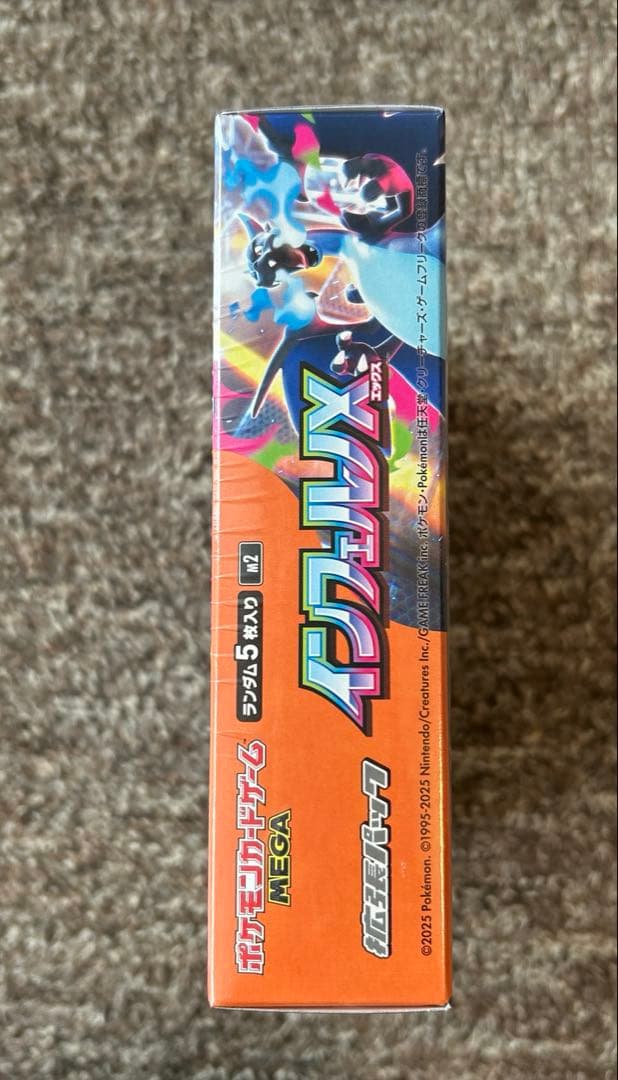 ポケモンカードゲーム
MEGA
ランダム5枚入り
m2
拡張パック
インフェルノX
エックス
©2025 Pokémon. ©1995-2025 Nintendo/Creatures Inc./GAME FREAK inc. ポケモン・Pokémonは任天堂・クリーチャーズ・ゲームフリークの登録商標です。